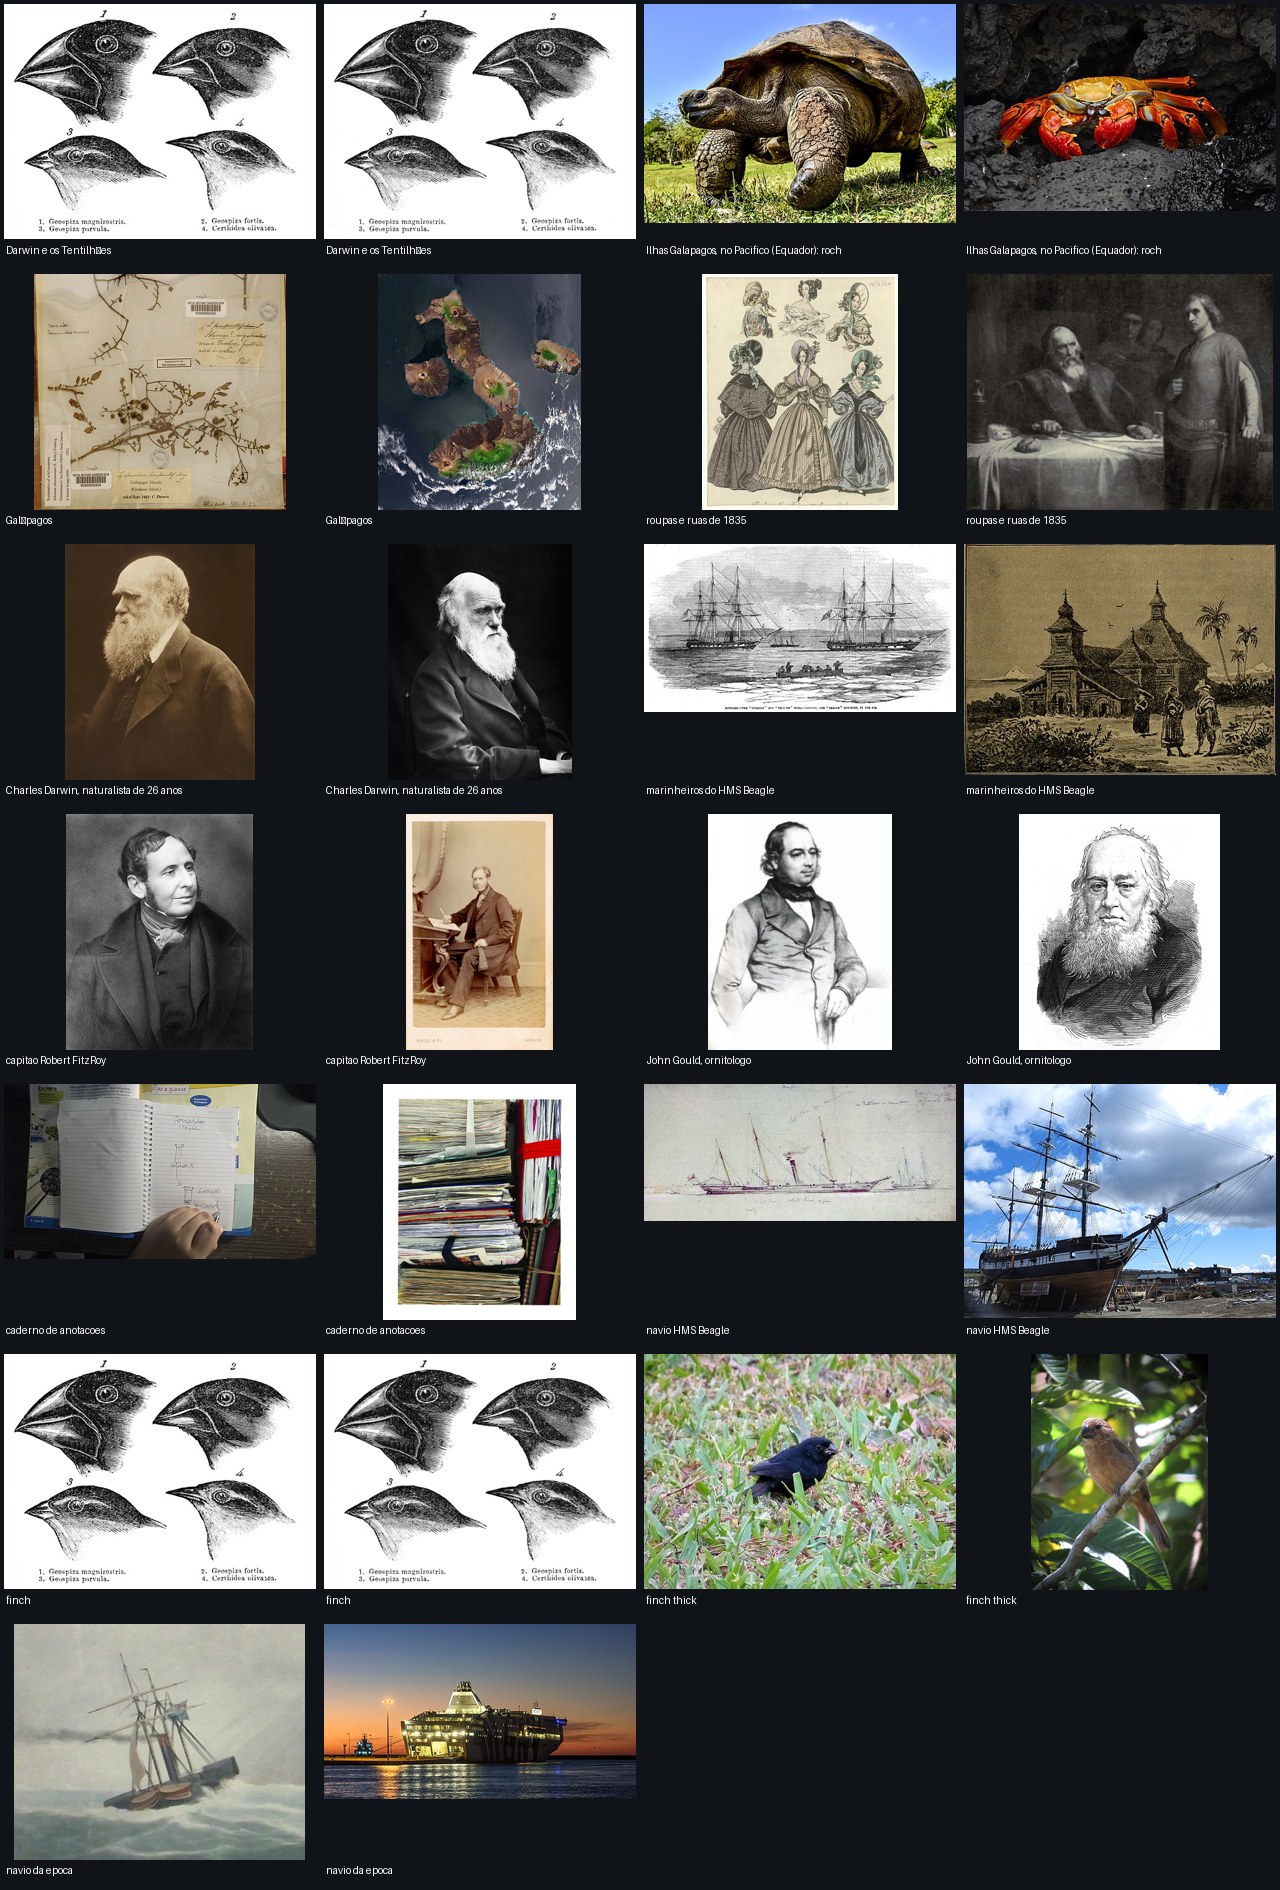 1 2 1 2
3 4 3 4
1. Geospiza magnirostris. 2. Geospiza fortis.
3. Geospiza parvula. 4. Certhidea olivasea.
1. Geospiza magnirostris. 2. Geospiza fortis.
3. Geospiza parvula. 4. Certhidea olivasea.
Darwin e os Tentilh▯es
Darwin e os Tentilh▯es
Ilhas Galapagos, no Pacifico (Equador): roch
Ilhas Galapagos, no Pacifico (Equador): roch
Gal▯pagos
Gal▯pagos
roupas e ruas de 1835
roupas e ruas de 1835
Charles Darwin, naturalista de 26 anos
Charles Darwin, naturalista de 26 anos
marinheiros do HMS Beagle
marinheiros do HMS Beagle
capitao Robert FitzRoy
capitao Robert FitzRoy
John Gould, ornitologo
John Gould, ornitologo
At a glance
caderno de anotacoes
caderno de anotacoes
navio HMS Beagle
navio HMS Beagle
1 2 1 2
3 4 3 4
1. Geospiza magnirostris. 2. Geospiza fortis.
3. Geospiza parvula. 4. Certhidea olivasea.
1. Geospiza magnirostris. 2. Geospiza fortis.
3. Geospiza parvula. 4. Certhidea olivasea.
finch
finch
finch thick
finch thick
navio da epoca
navio da epoca